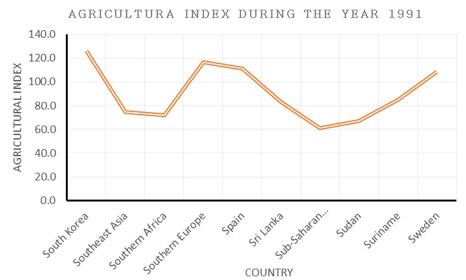 AGRICULTURA INDEX DURING THE YEAR 1991
140.0
120.0
100.0
80.0
60.0
40.0
20.0
0.0
AGRICULTURAL INDEX
South Korea
Southeast Asia
Southern Africa
Southern Europe
Spain
Sri Lanka
Sub-Saharan…
Sudan
Suriname
Sweden
COUNTRY